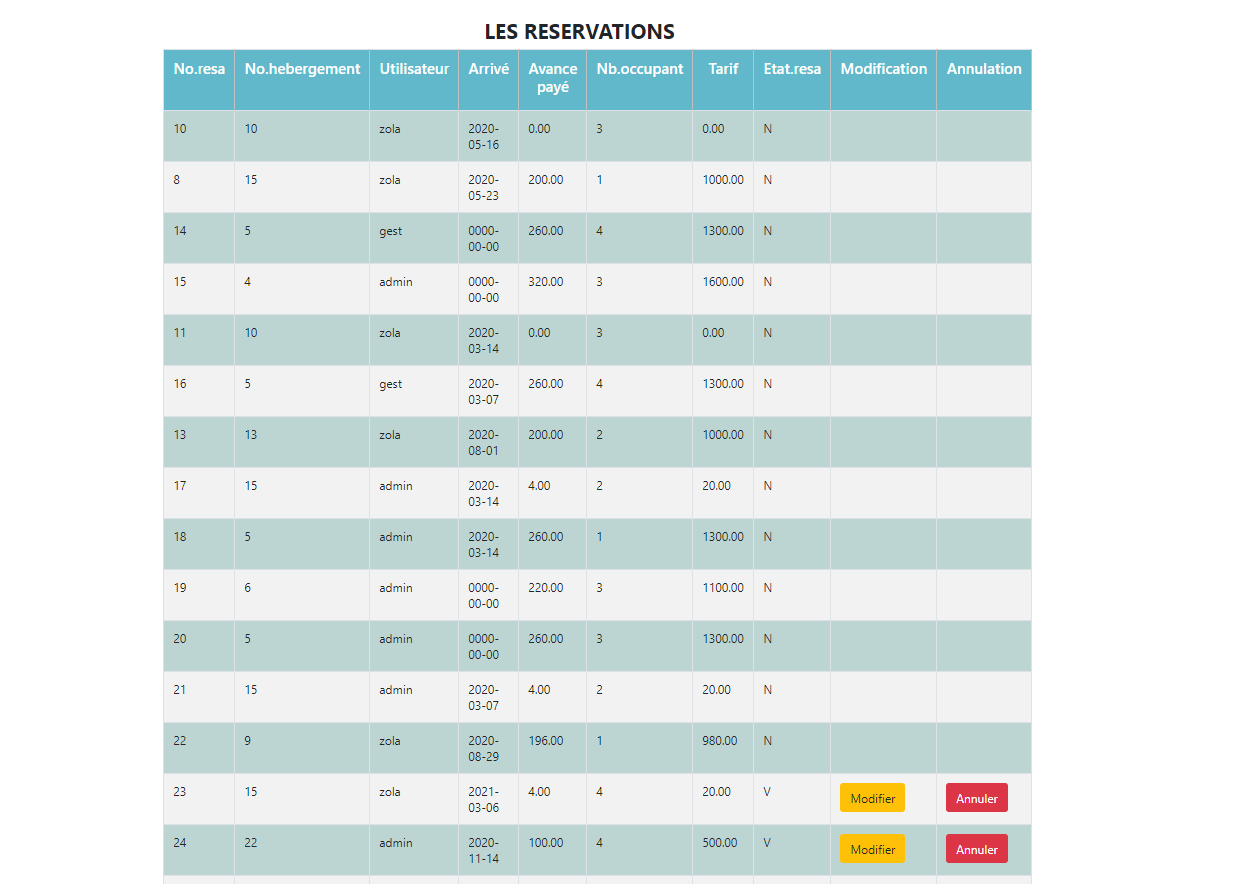 LES RESERVATIONS
No.resa No.hebergement Utilisateur Arrivé Avance payé Nb.occupant Tarif Etat.resa Modification Annulation
10 10 zola 2020-05-16 0.00 3 0.00 N
8 15 zola 2020-05-23 200.00 1 1000.00 N
14 5 gest 0000-00-00 260.00 4 1300.00 N
15 4 admin 0000-00-00 320.00 3 1600.00 N
11 10 zola 2020-03-14 0.00 3 0.00 N
16 5 gest 2020-03-07 260.00 4 1300.00 N
13 13 zola 2020-08-01 200.00 2 1000.00 N
17 15 admin 2020-03-14 4.00 2 20.00 N
18 5 admin 2020-03-14 260.00 1 1300.00 N
19 6 admin 0000-00-00 220.00 3 1100.00 N
20 5 admin 0000-00-00 260.00 3 1300.00 N
21 15 admin 2020-03-07 4.00 2 20.00 N
22 9 zola 2020-08-29 196.00 1 980.00 N
23 15 zola 2021-03-06 4.00 4 20.00 V Modifier Annuler
24 22 admin 2020-11-14 100.00 4 500.00 V Modifier Annuler